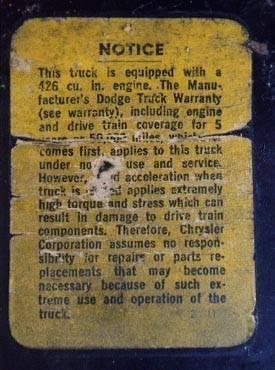 NOTICE
This truck is equipped with a
426 cu. in. engine. The Manu-
facturer's Dodge Truck Warranty
(see warranty), including engine
and drive train coverage for 5
or 50,000 miles,
comes first, applies to this truck
under no use and service.
However, acceleration when
truck is applies extremely
high torque and stress which can
result in damage to drive train
components. Therefore, Chrysler
Corporation assumes no respon-
sibility for repairs or parts re-
placements that may become
necessary because of such ex-
treme use and operation of the
truck.